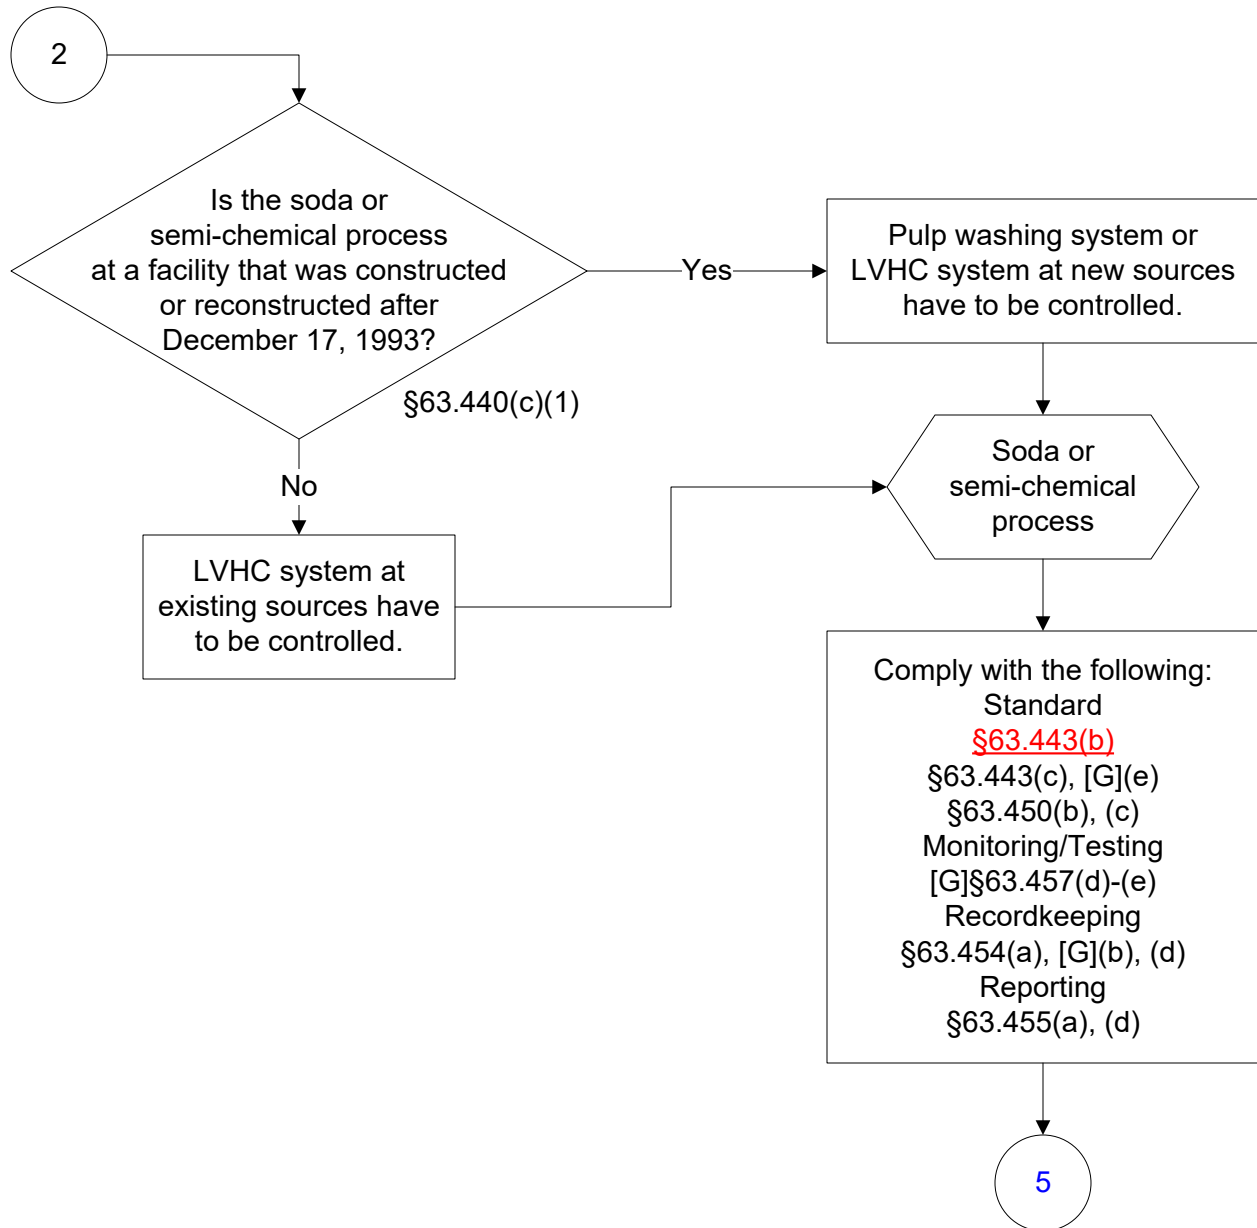 2
Is the soda or
semi-chemical process
at a facility that was constructed
or reconstructed after
December 17, 1993?
§63.440(c)(1)
Yes
Pulp washing system or
LVHC system at new sources
have to be controlled.
No
LVHC system at
existing sources have
to be controlled.
Soda or
semi-chemical
process
Comply with the following:
Standard
§63.443(b)
§63.443(c), [G](e)
§63.450(b), (c)
Monitoring/Testing
[G]§63.457(d)-(e)
Recordkeeping
§63.454(a), [G](b), (d)
Reporting
§63.455(a), (d)
5